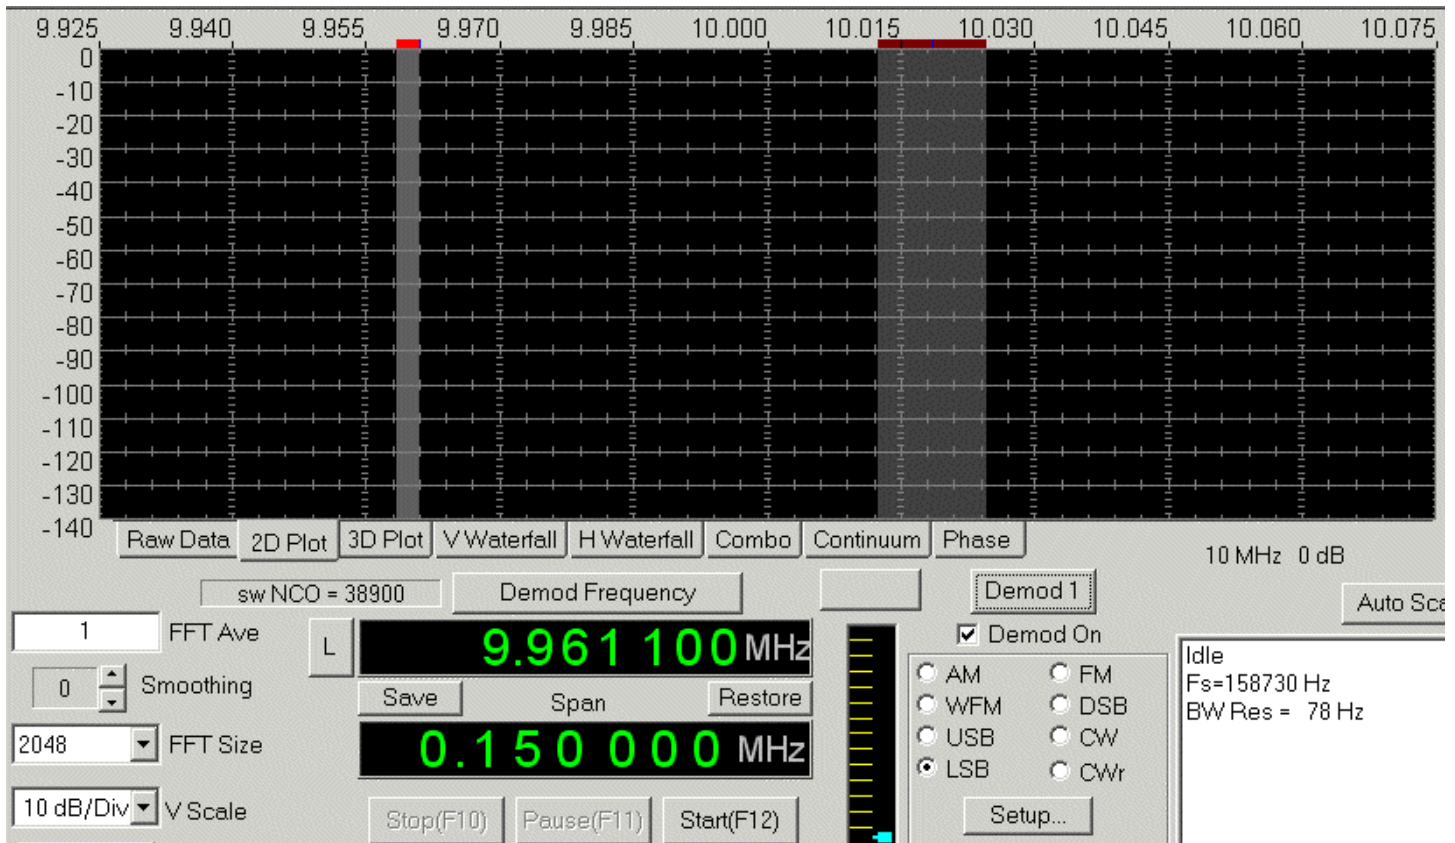 9.925 9.940 9.955 9.970 9.985 10.000 10.015 10.030 10.045 10.060 10.075
0
-10
-20
-30
-40
-50
-60
-70
-80
-90
-100
-110
-120
-130
-140
Raw Data 2D Plot 3D Plot V Waterfall H Waterfall Combo Continuum Phase
10 MHz 0 dB
sw NCO = 38900 Demod Frequency Demod 1
Auto Sca
1 FFT Ave L 9.961 100 MHz Demod On
0 Smoothing Save Span Restore
2048 FFT Size 0.150 000 MHz
10 dB/Div V Scale
Stop(F10) Pause(F11) Start(F12)
AM FM
WFM DSB
USB CW
LSB CWr
Setup...
Idle
Fs=158730 Hz
BW Res = 78 Hz